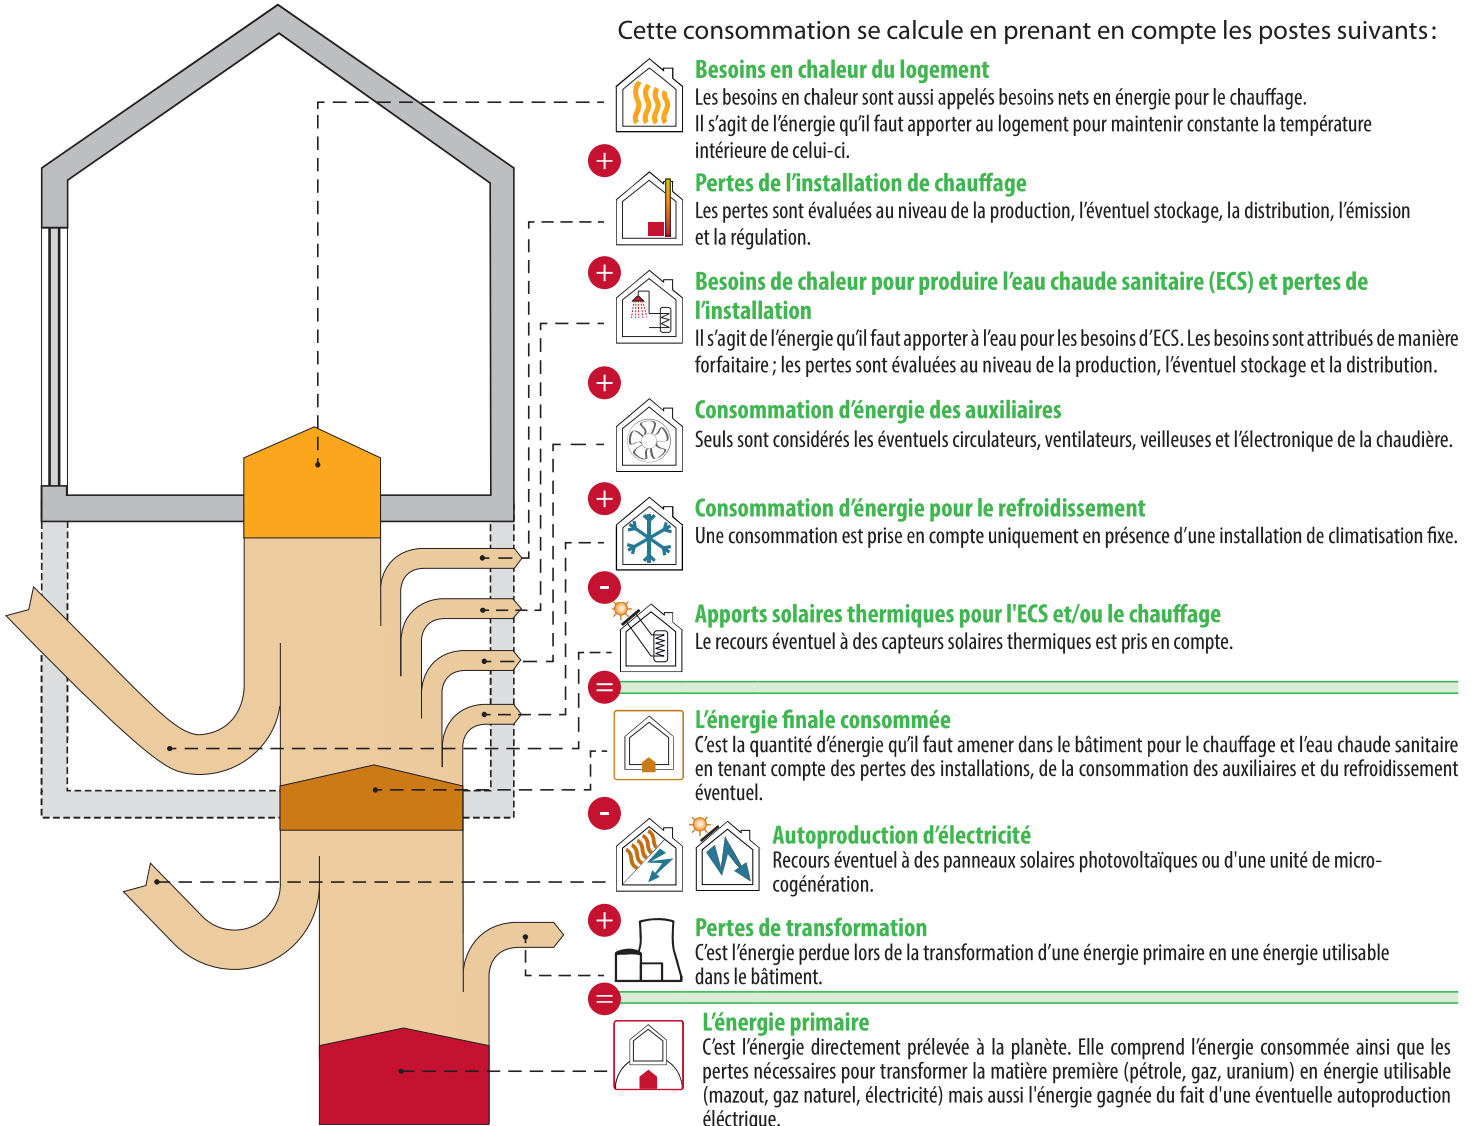 Cette consommation se calcule en prenant en compte les postes suivants :
Besoins en chaleur du logement
Les besoins en chaleur sont aussi appelés besoins nets en énergie pour le chauffage.
Il s’agit de l’énergie qu’il faut apporter au logement pour maintenir constante la température
intérieure de celui-ci.
+
Pertes de l’installation de chauffage
Les pertes sont évaluées au niveau de la production, l’éventuel stockage, la distribution, l’émission
et la régulation.
+
Besoins de chaleur pour produire l’eau chaude sanitaire (ECS) et pertes de
l’installation
Il s’agit de l’énergie qu’il faut apporter à l’eau pour les besoins d’ECS. Les besoins sont attribués de manière
forfaitaire ; les pertes sont évaluées au niveau de la production, l’éventuel stockage et la distribution.
+
Consommation d’énergie des auxiliaires
Seuls sont considérés les éventuels circulateurs, ventilateurs, veilleuses et l’électronique de la chaudière.
+
Consommation d’énergie pour le refroidissement
Une consommation est prise en compte uniquement en présence d’une installation de climatisation fixe.
-
Apports solaires thermiques pour l'ECS et/ou le chauffage
Le recours éventuel à des capteurs solaires thermiques est pris en compte.
=
L’énergie finale consommée
C’est la quantité d’énergie qu’il faut amener dans le bâtiment pour le chauffage et l’eau chaude sanitaire
en tenant compte des pertes des installations, de la consommation des auxiliaires et du refroidissement
éventuel.
-
Autoproduction d’électricité
Recours éventuel à des panneaux solaires photovoltaïques ou d'une unité de micro-
cogénération.
+
Pertes de transformation
C’est l’énergie perdue lors de la transformation d’une énergie primaire en une énergie utilisable
dans le bâtiment.
=
L’énergie primaire
C’est l’énergie directement prélevée à la planète. Elle comprend l’énergie consommée ainsi que les
pertes nécessaires pour transformer la matière première (pétrole, gaz, uranium) en énergie utilisable
(mazout, gaz naturel, électricité) mais aussi l'énergie gagnée du fait d'une éventuelle autoproduction
éléctrique.